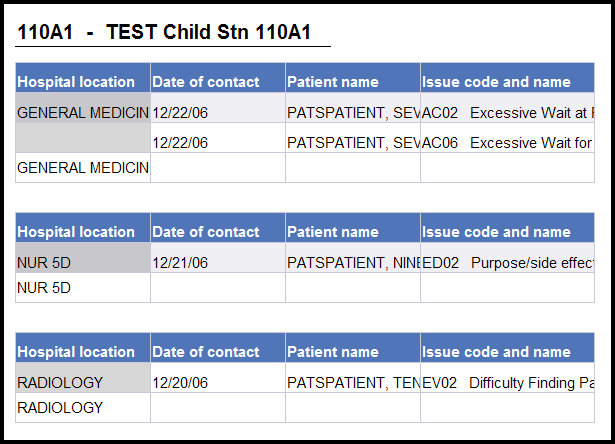 110A1 - TEST Child Stn 110A1
Hospital location Date of contact Patient name Issue code and name
GENERAL MEDICIN 12/22/06 PATSPATIENT, SEV AC02 Excessive Wait at
12/22/06 PATSPATIENT, SEV AC06 Excessive Wait for
GENERAL MEDICIN
Hospital location Date of contact Patient name Issue code and name
NUR 5D 12/21/06 PATSPATIENT, NINE ED02 Purpose/side effec
NUR 5D
Hospital location Date of contact Patient name Issue code and name
RADIOLOGY 12/20/06 PATSPATIENT, TEN EV02 Difficulty Finding Pa
RADIOLOGY